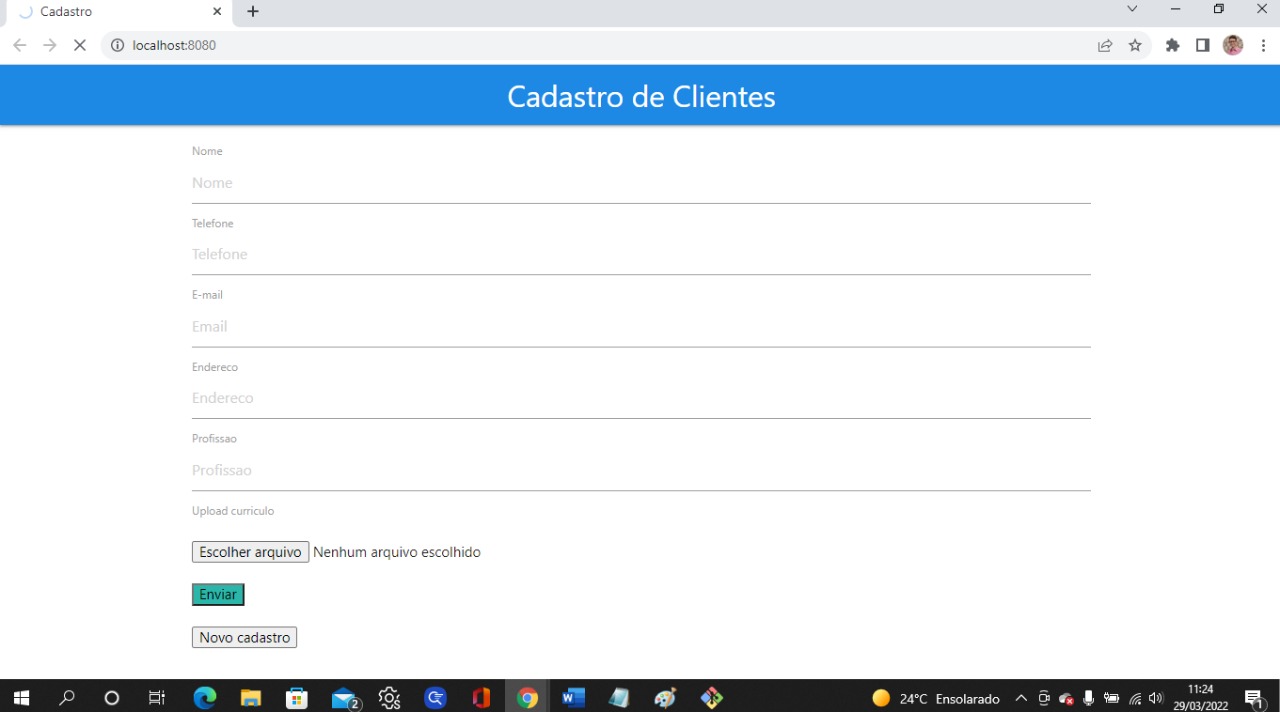 Cadastro
localhost:8080
Cadastro de Clientes
Nome
Nome
Telefone
Telefone
E-mail
Email
Endereco
Endereco
Profissao
Profissao
Upload curriculo
Escolher arquivo Nenhum arquivo escolhido
Enviar
Novo cadastro
2
24°C Ensolarado
11:24
29/03/2022
1